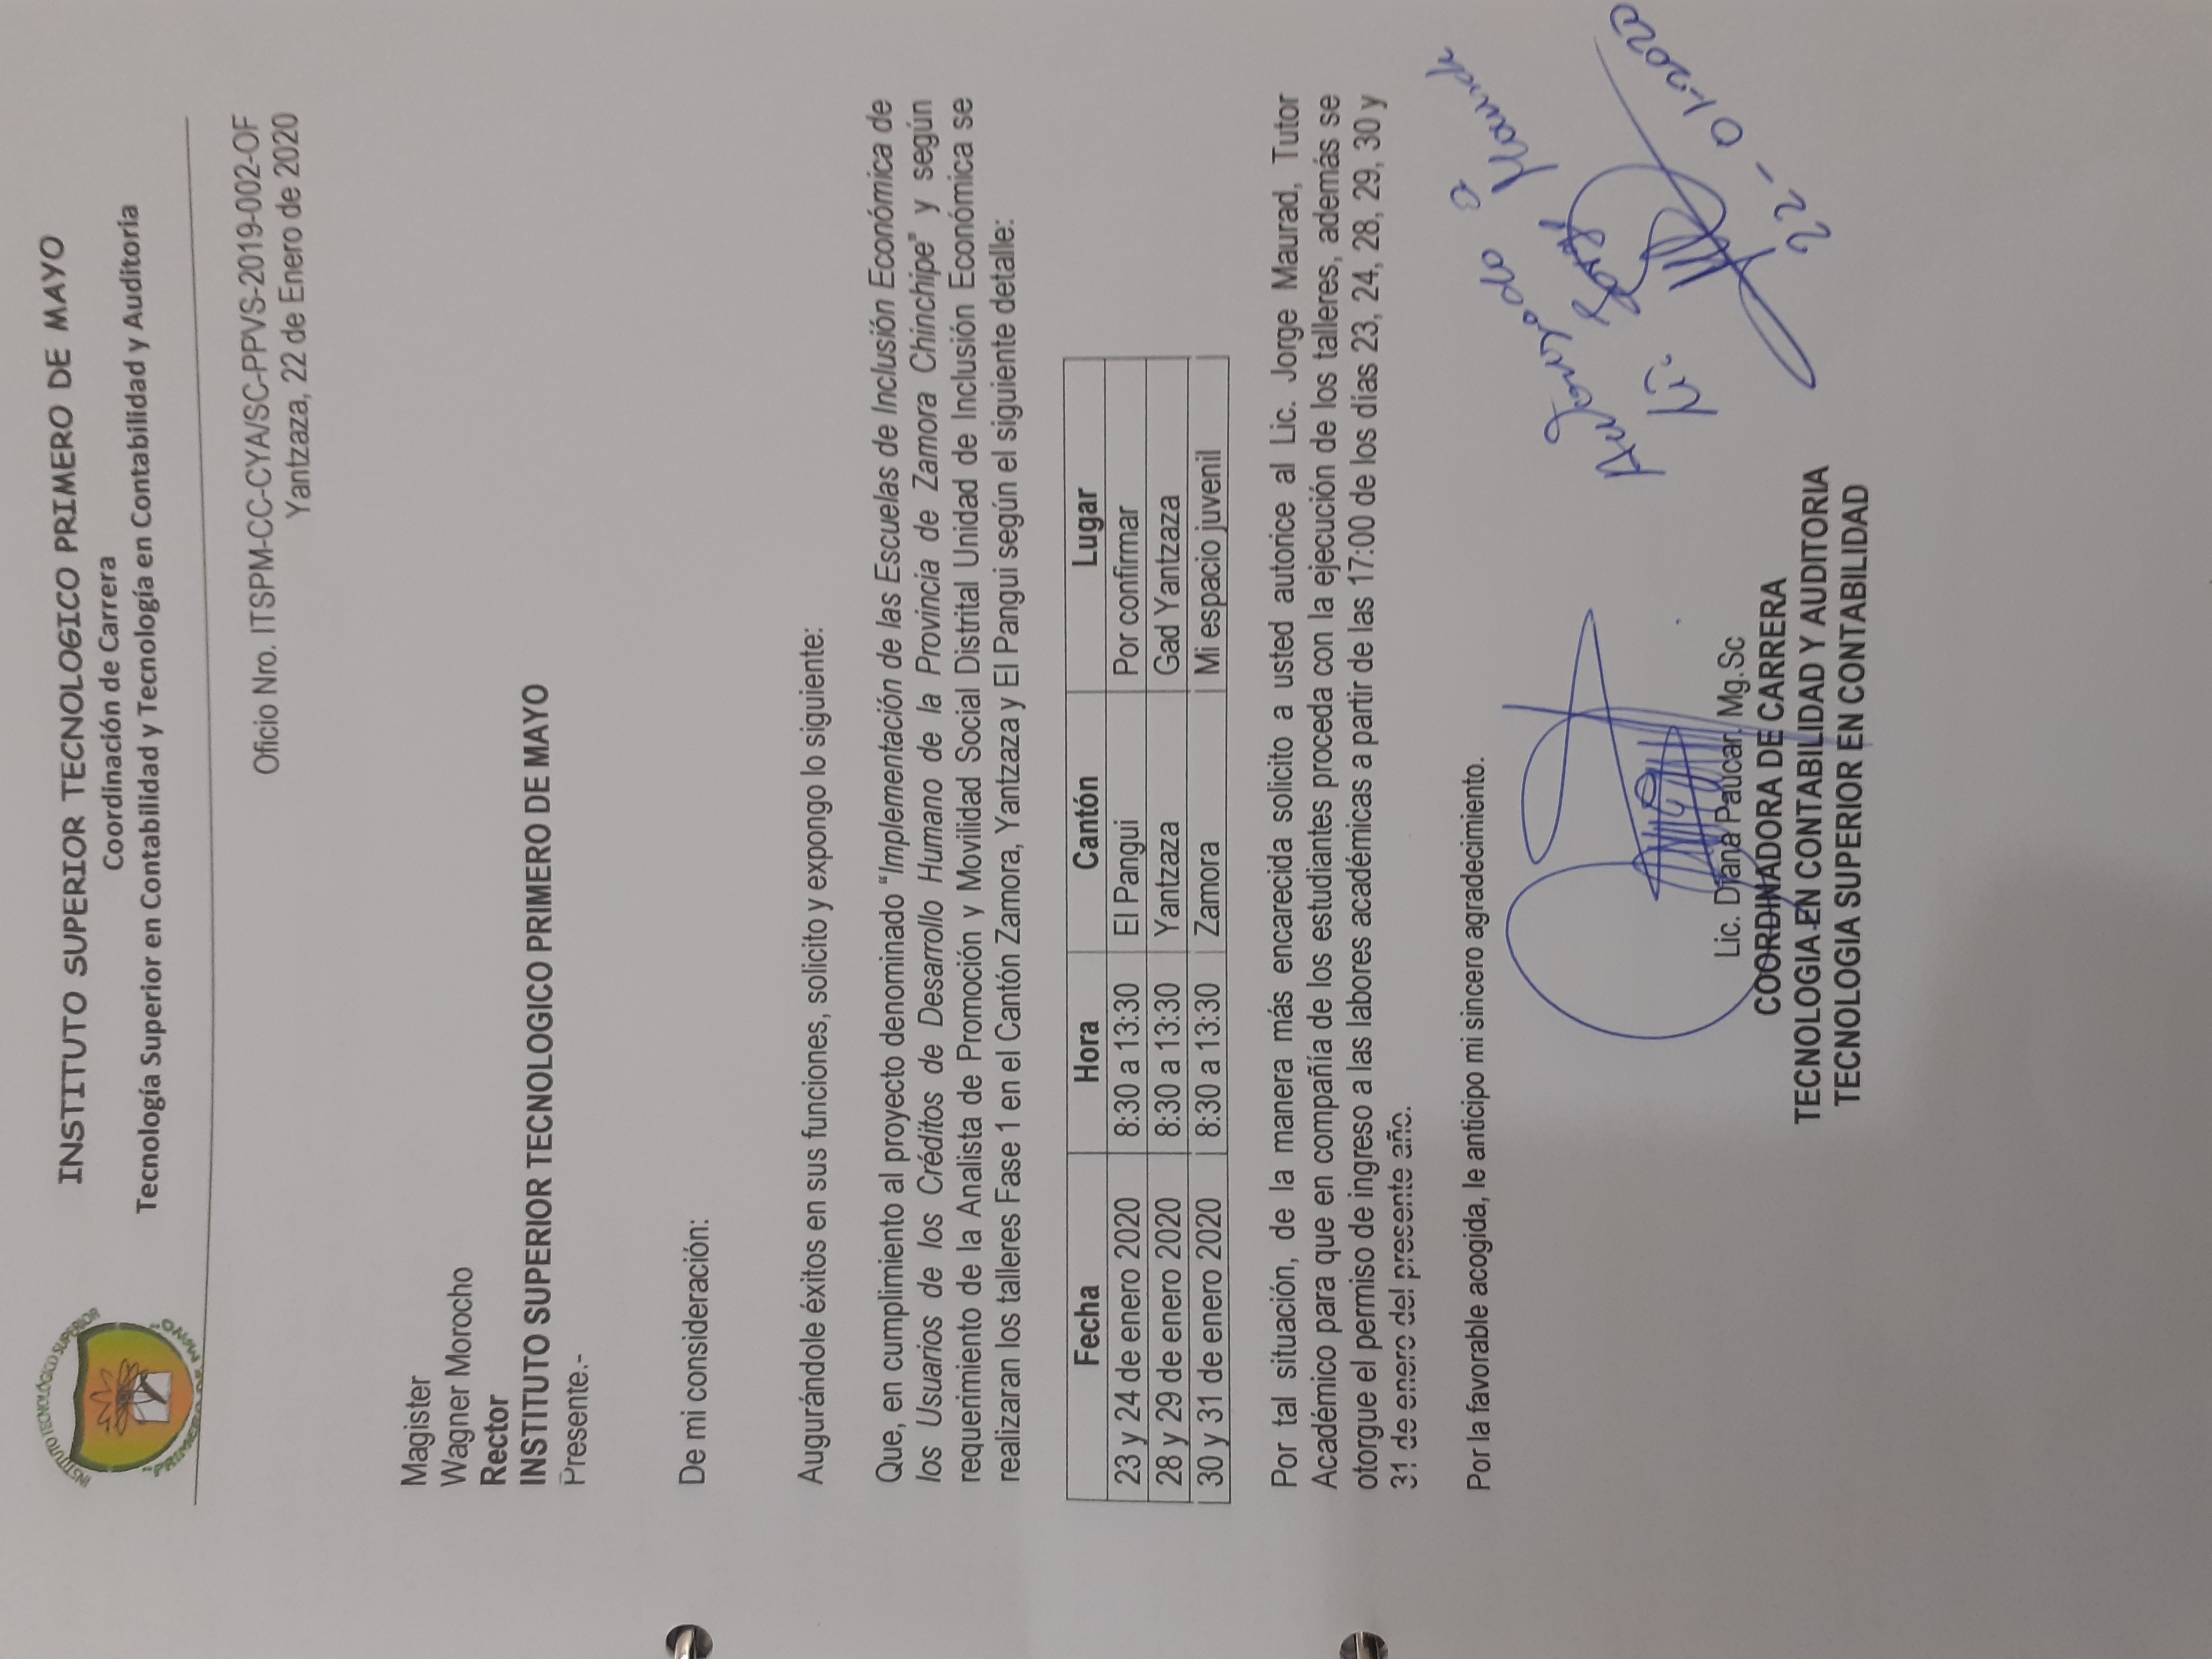 INSTITUTO TECNOLÓGICO SUPERIOR
"PRIMERO DE MAYO"
INSTITUTO SUPERIOR TECNOLOGICO PRIMERO DE MAYO
Coordinación de Carrera
Tecnología Superior en Contabilidad y Tecnología en Contabilidad y Auditoria
Oficio Nro. ITSPM-CC-CYA/SC-PPVS-2019-002-OF
Yantzaza, 22 de Enero de 2020
Magister
Wagner Morocho
Rector
INSTITUTO SUPERIOR TECNOLOGICO PRIMERO DE MAYO
Presente.-
De mi consideración:
Augurándole éxitos en sus funciones, solicito y expongo lo siguiente:
Que, en cumplimiento al proyecto denominado “Implementación de las Escuelas de Inclusión Económica de
los Usuarios de los Créditos de Desarrollo Humano de la Provincia de Zamora Chinchipe” y según
requerimiento de la Analista de Promoción y Movilidad Social Distrital Unidad de Inclusión Económica se
realizaran los talleres Fase 1 en el Cantón Zamora, Yantzaza y El Pangui según el siguiente detalle:
Fecha Hora Cantón Lugar
23 y 24 de enero 2020 8:30 a 13:30 El Pangui Por confirmar
28 y 29 de enero 2020 8:30 a 13:30 Yantzaza Gad Yantzaza
30 y 31 de enero 2020 8:30 a 13:30 Zamora Mi espacio juvenil
Por tal situación, de la manera más encarecida solicito a usted autorice al Lic. Jorge Maurad, Tutor
Académico para que en compañía de los estudiantes proceda con la ejecución de los talleres, además se
otorgue el permiso de ingreso a las labores académicas a partir de las 17:00 de los días 23, 24, 28, 29, 30 y
31 de enero del presente año.
Por la favorable acogida, le anticipo mi sincero agradecimiento.
Autorizado a
Lic. Jorge Maurad
22-01-2020
Lic. Diana Paucar, Mg.Sc
COORDINADORA DE CARRERA
TECNOLOGIA EN CONTABILIDAD Y AUDITORIA
TECNOLOGIA SUPERIOR EN CONTABILIDAD